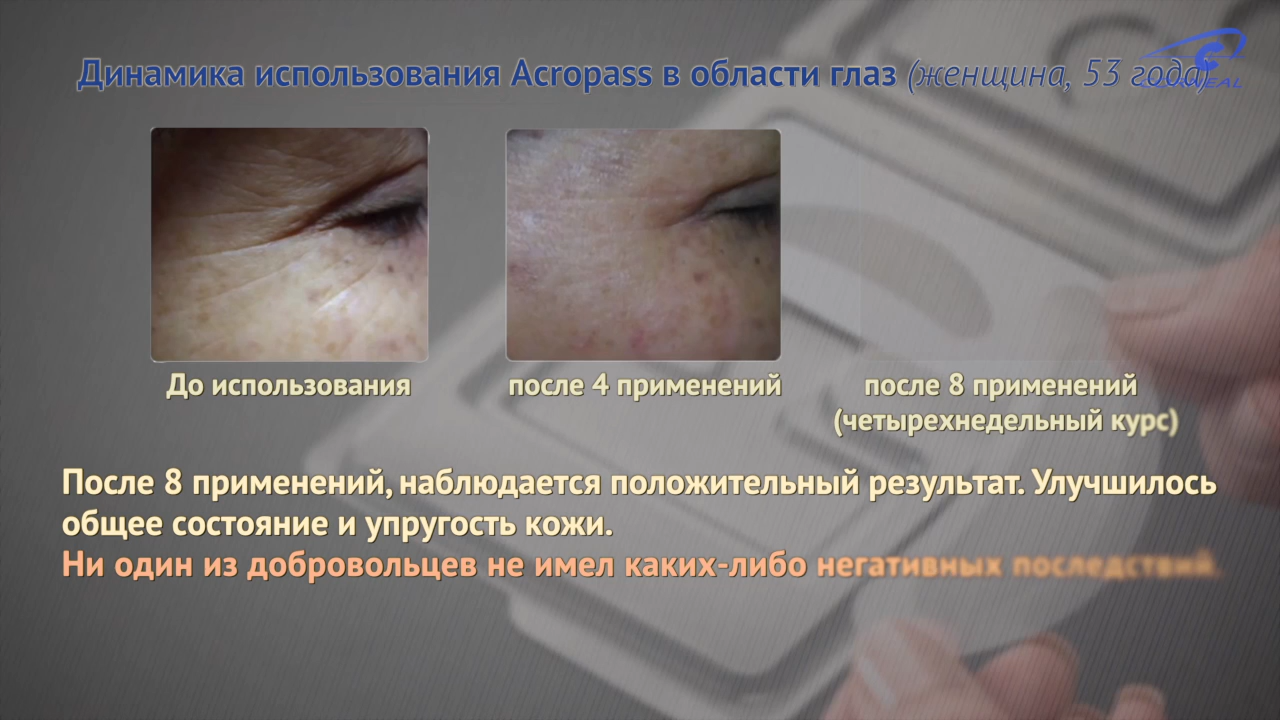 Динамика использования Acropass в области глаз (женщина, 53 года)
До использования
после 4 применений
после 8 применений
(четырехнедельный курс)
После 8 применений, наблюдается положительный результат. Улучшилось
общее состояние и упругость кожи.
Ни один из добровольцев не имел каких-либо негативных последствий.